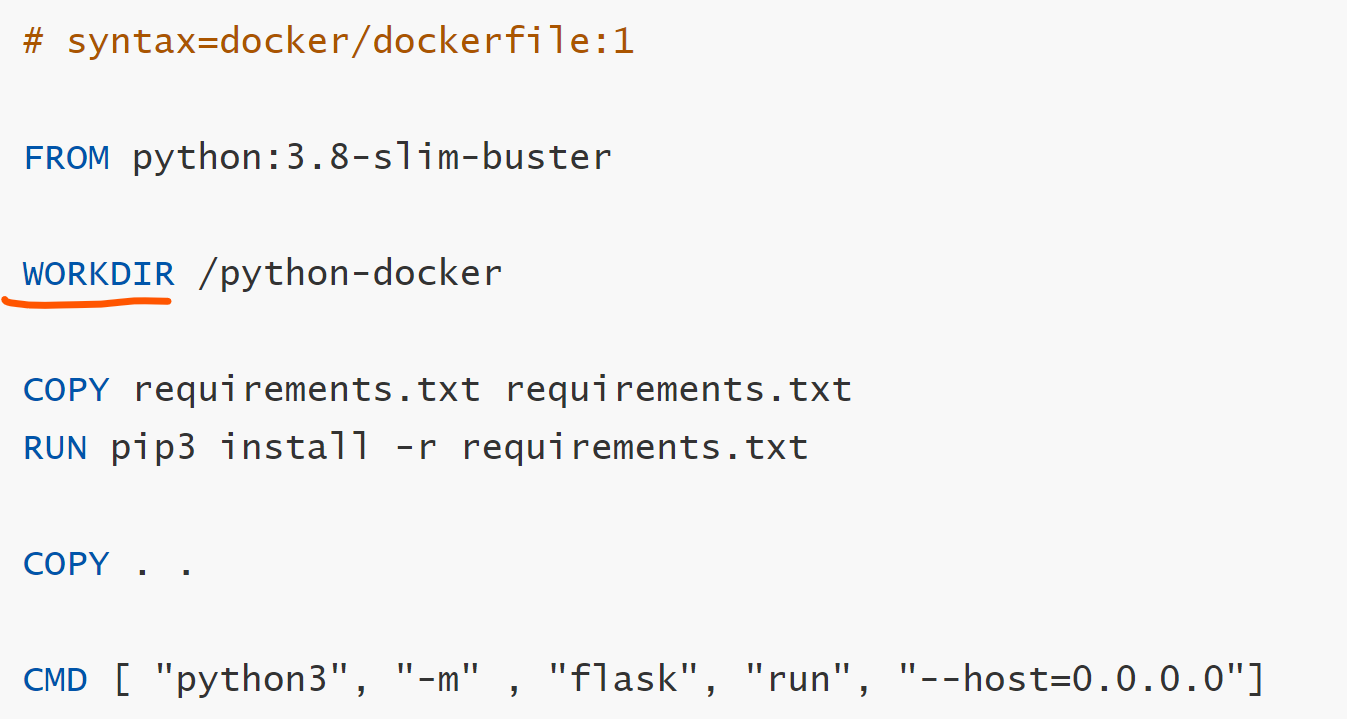 # syntax=docker/dockerfile:1
FROM python:3.8-slim-buster
WORKDIR /python-docker
COPY requirements.txt requirements.txt
RUN pip3 install -r requirements.txt
COPY . .
CMD [ "python3", "-m" , "flask", "run", "--host=0.0.0.0"]